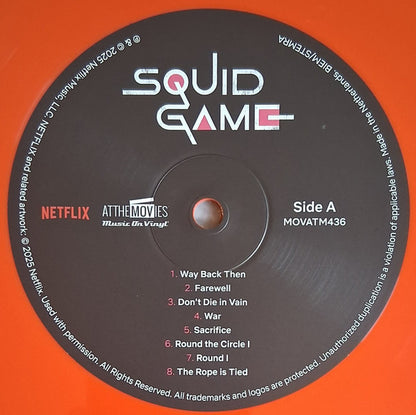 SQUID
GAME
NETFLIX
AT THE MOVIES
Music On Vinyl
Side A
MOVATM436
1. Way Back Then
2. Farewell
3. Don't Die in Vain
4. War
5. Sacrifice
6. Round the Circle I
7. Round I
8. The Rope is Tied
℗ & © 2025 Netflix Music, LLC. NETFLIX and related artwork: © 2025 Netflix. Used with permission. All Rights Reserved. All trademarks and logos are protected. Unauthorized duplication is a violation of applicable laws. Made in the Netherlands. BIEM/STEMRA